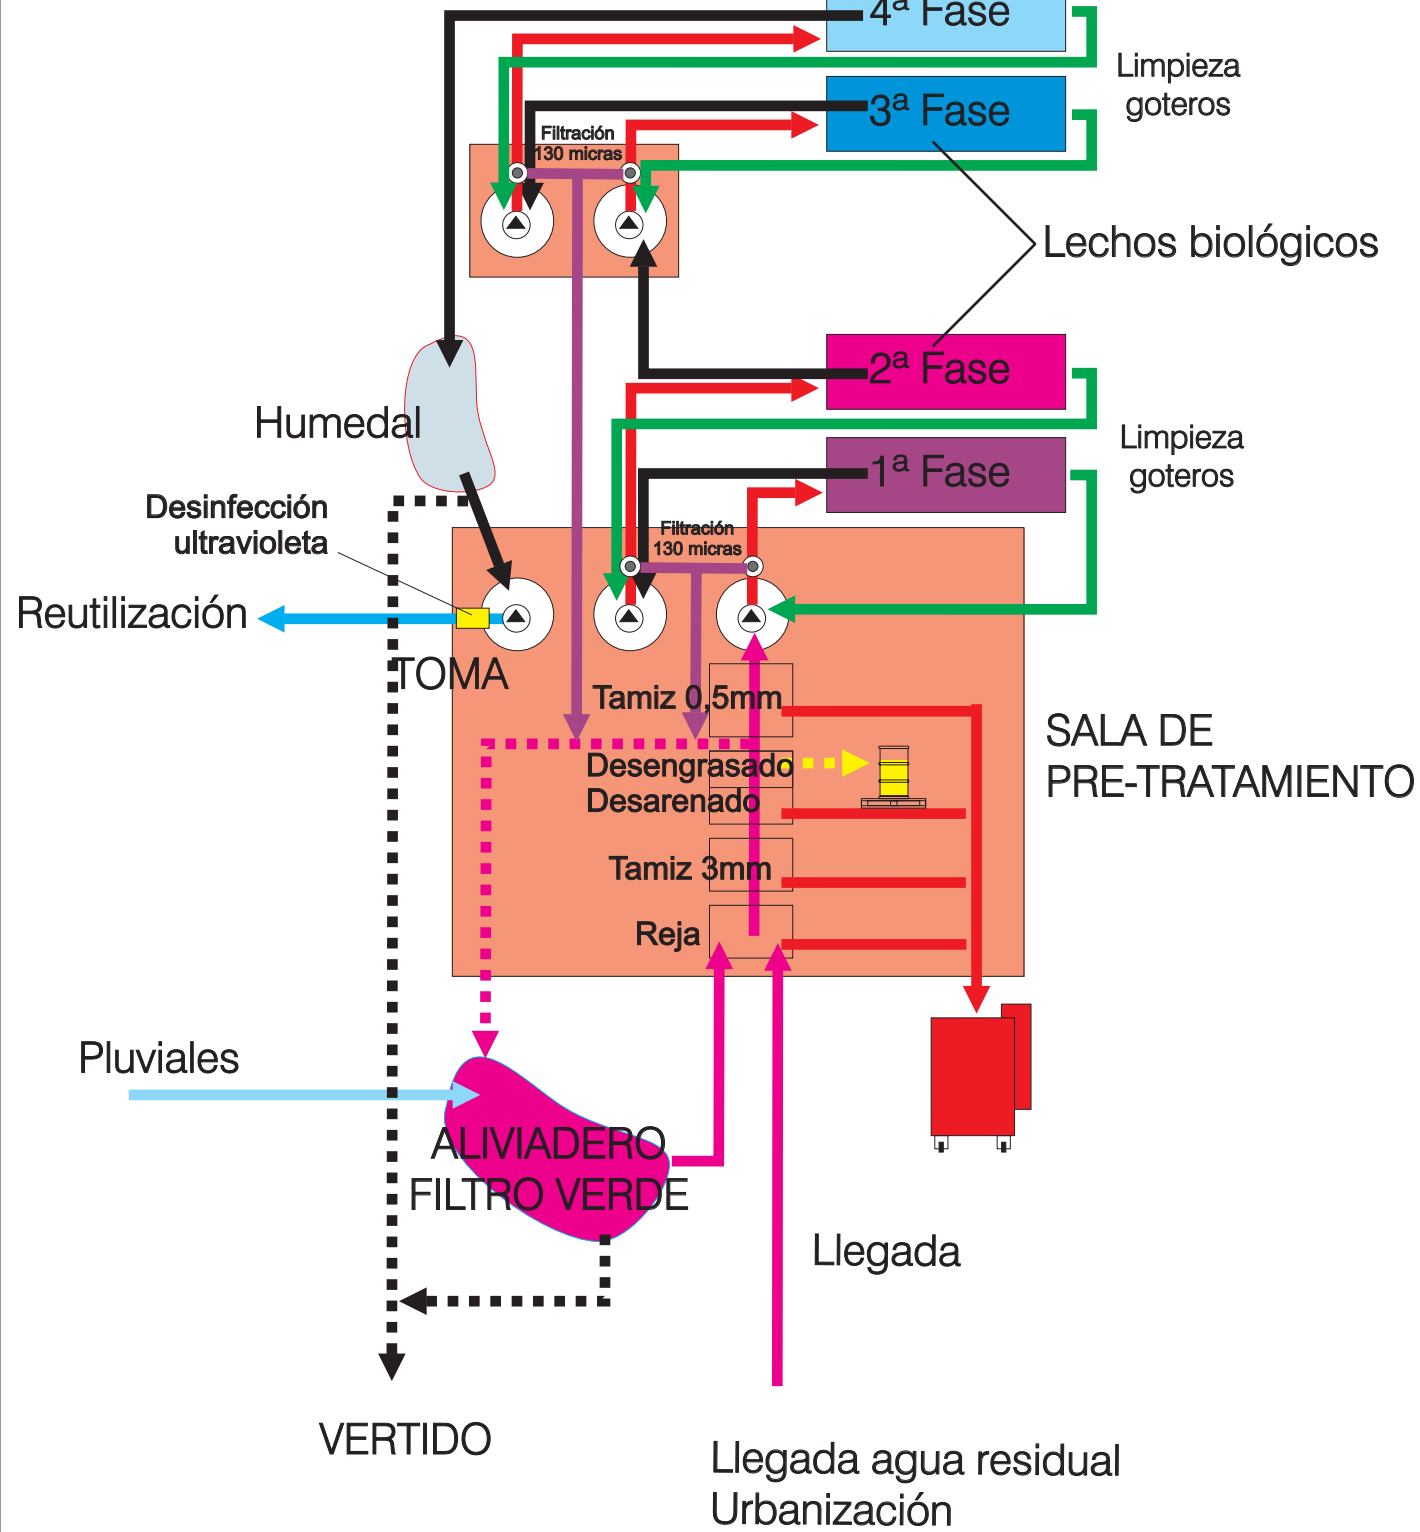 4ª Fase
Limpieza
goteros
3ª Fase
Filtración
130 micras
Lechos biológicos
2ª Fase
Humedal
Limpieza
goteros
1ª Fase
Desinfección
ultravioleta
Filtración
130 micras
Reutilización
TOMA
Tamiz 0,5mm
SALA DE
PRE-TRATAMIENTO
Desengrasado
Desarenado
Tamiz 3mm
Reja
Pluviales
ALIVIADERO
FILTRO VERDE
Llegada
VERTIDO
Llegada agua residual
Urbanización